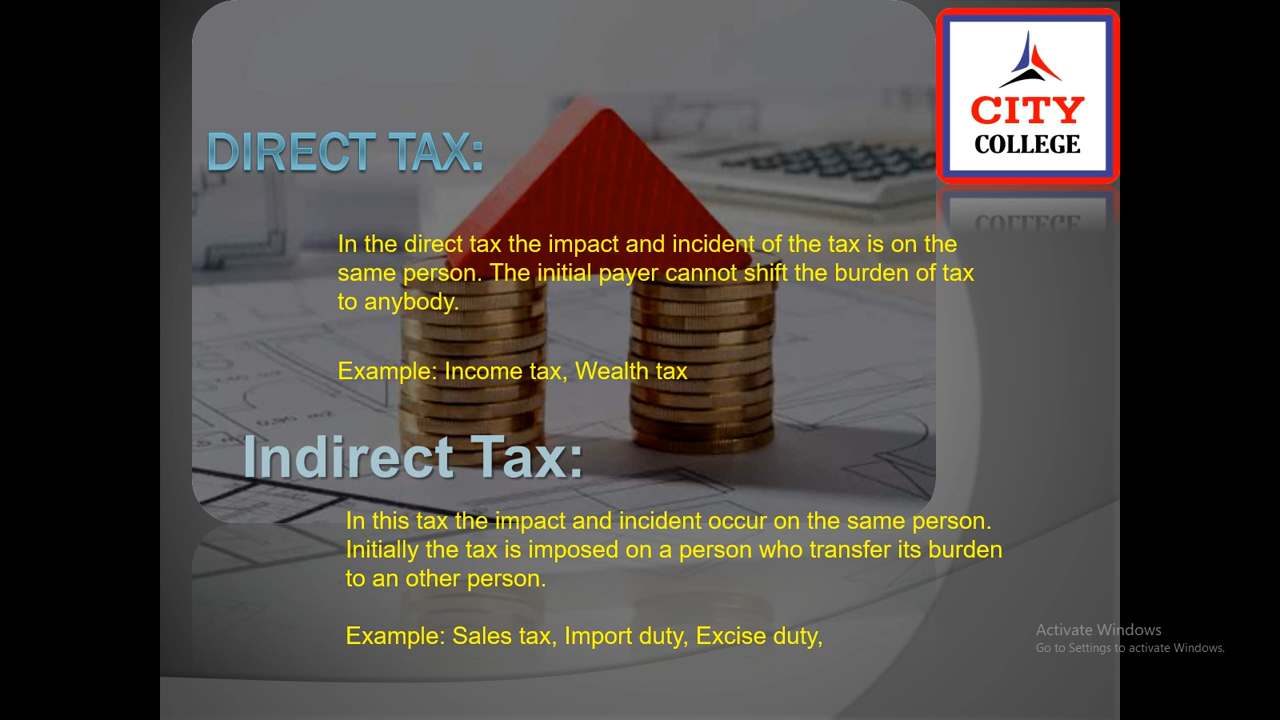 DIRECT TAX:
CITY
COLLEGE
In the direct tax the impact and incident of the tax is on the
same person. The initial payer cannot shift the burden of tax
to anybody.
Example: Income tax, Wealth tax
Indirect Tax:
In this tax the impact and incident occur on the same person.
Initially the tax is imposed on a person who transfer its burden
to an other person.
Example: Sales tax, Import duty, Excise duty,
Activate Windows
Go to Settings to activate Windows.